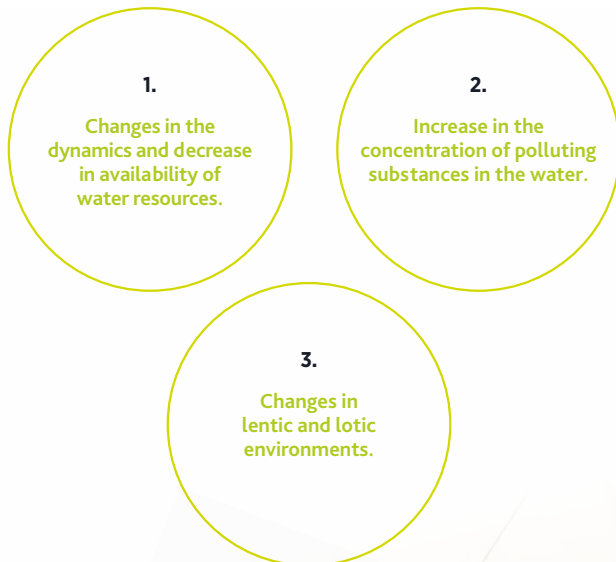 1.
Changes in the
dynamics and decrease
in availability of
water resources.
2.
Increase in the
concentration of polluting
substances in the water.
3.
Changes in
lentic and lotic
environments.